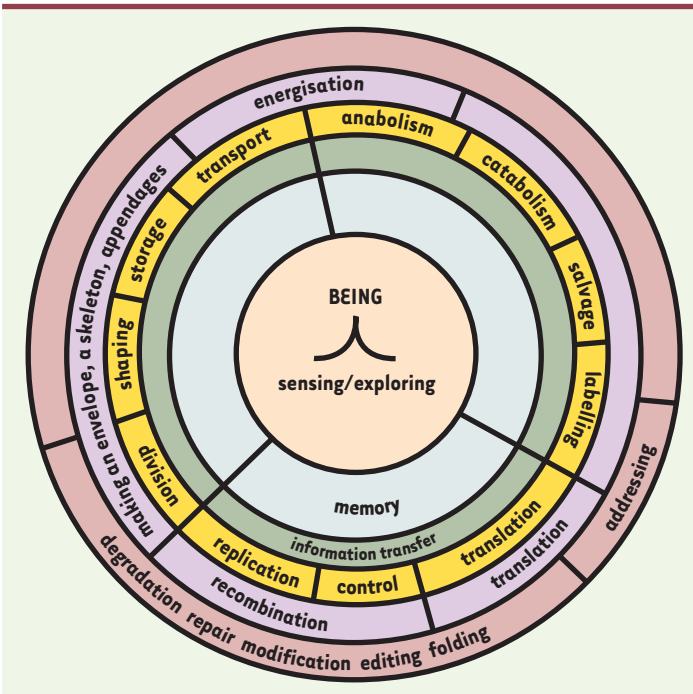 BEING
sensing/exploring
memory
information transfer
anabolism
catabolism
salvage
labelling
translation
control
replication
division
shaping
storage
transport
energisation
translation
recombination
making an envelope, a skeleton, appendages
addressing
degradation repair modification editing folding